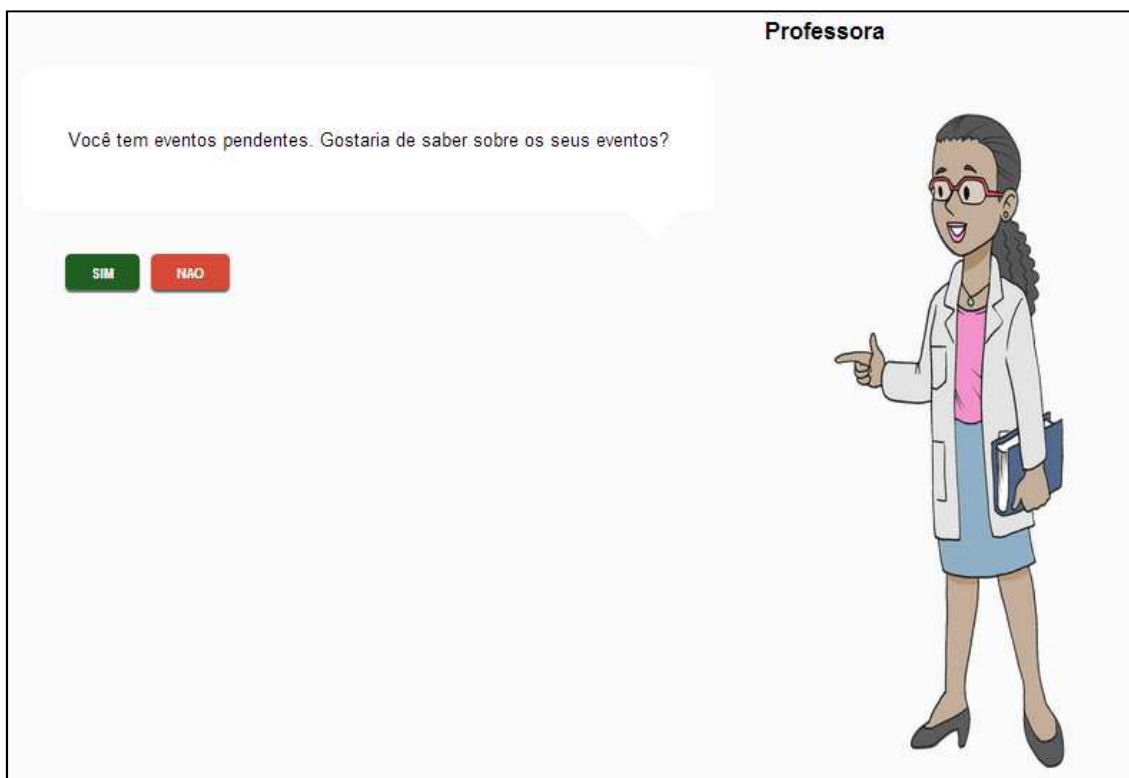 Professora
Você tem eventos pendentes. Gostaria de saber sobre os seus eventos?
SIM NAO